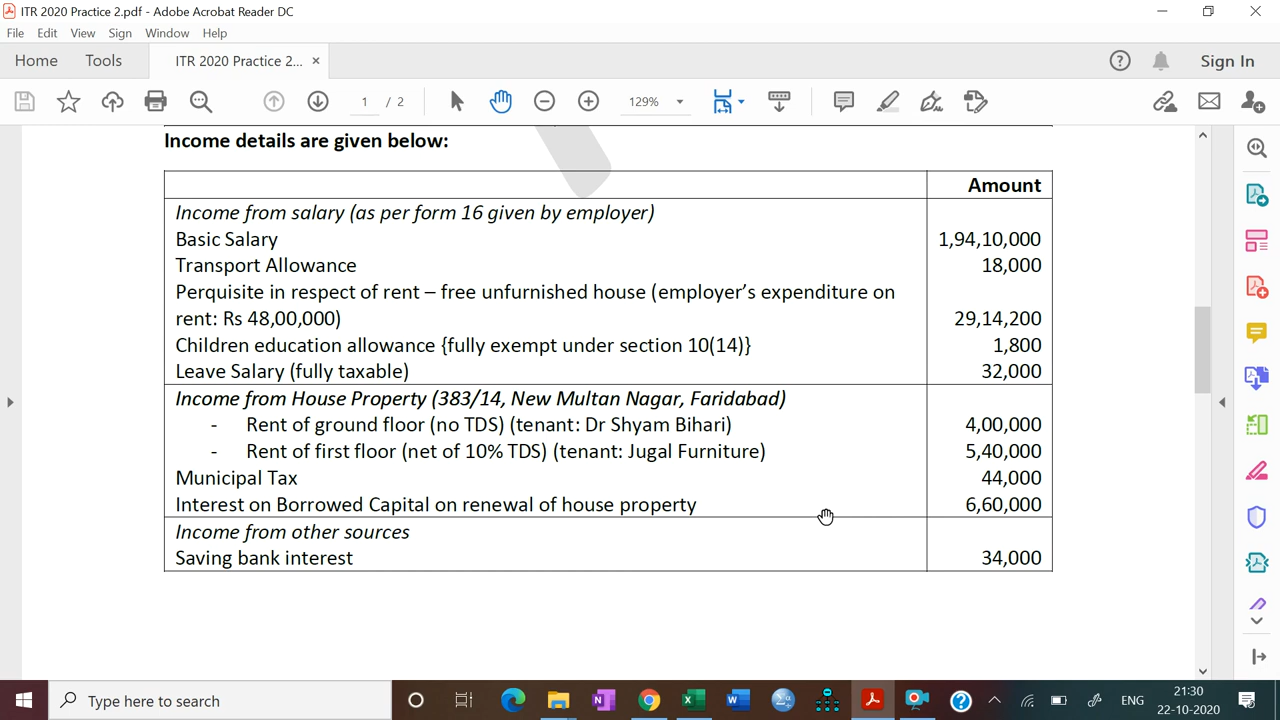 ITR 2020 Practice 2.pdf - Adobe Acrobat Reader DC
File Edit View Sign Window Help
Home Tools ITR 2020 Practice 2... × Sign In
1 / 2 129%
Income details are given below:
Amount
Income from salary (as per form 16 given by employer)
Basic Salary 1,94,10,000
Transport Allowance 18,000
Perquisite in respect of rent – free unfurnished house (employer’s expenditure on
rent: Rs 48,00,000) 29,14,200
Children education allowance {fully exempt under section 10(14)} 1,800
Leave Salary (fully taxable) 32,000
Income from House Property (383/14, New Multan Nagar, Faridabad)
- Rent of ground floor (no TDS) (tenant: Dr Shyam Bihari) 4,00,000
- Rent of first floor (net of 10% TDS) (tenant: Jugal Furniture) 5,40,000
Municipal Tax 44,000
Interest on Borrowed Capital on renewal of house property 6,60,000
Income from other sources
Saving bank interest 34,000
Type here to search
ENG
21:30
22-10-2020